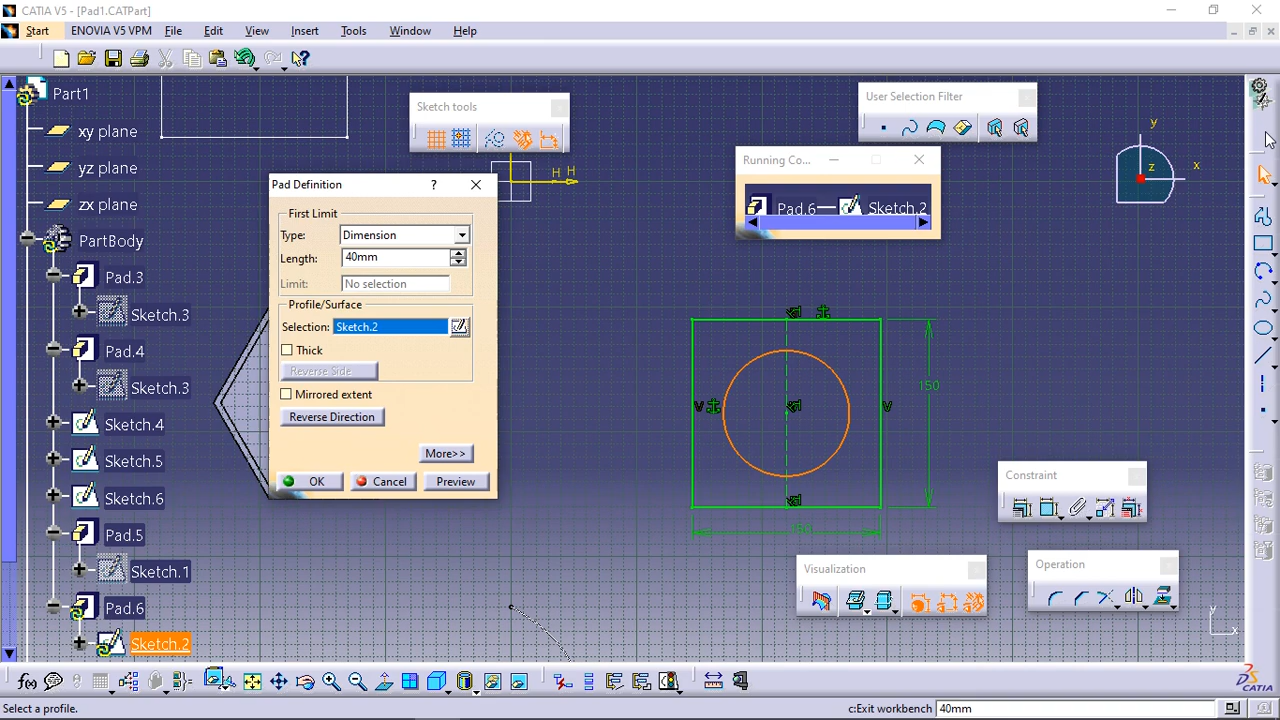 CATIA V5 - [Pad1.CATPart]
Start ENOVIA V5 VPM File Edit View Insert Tools Window Help
Part1
xy plane
yz plane
zx plane
PartBody
Pad.3
Sketch.3
Pad.4
Sketch.3
Sketch.4
Sketch.5
Sketch.6
Pad.5
Sketch.1
Pad.6
Sketch.2
Sketch tools
H H
Pad Definition ?
First Limit
Type: Dimension
Length: 40mm
Limit: No selection
Profile/Surface
Selection: Sketch.2
Thick
Reverse Side
Mirrored extent
Reverse Direction
More>>
OK Cancel Preview
User Selection Filter
Running Co...
Pad.6 Sketch.2
y
x
z
V V
150
Constraint
Visualization
Operation
y
x
f(x)
CATIA
Select a profile. c:Exit workbench 40mm